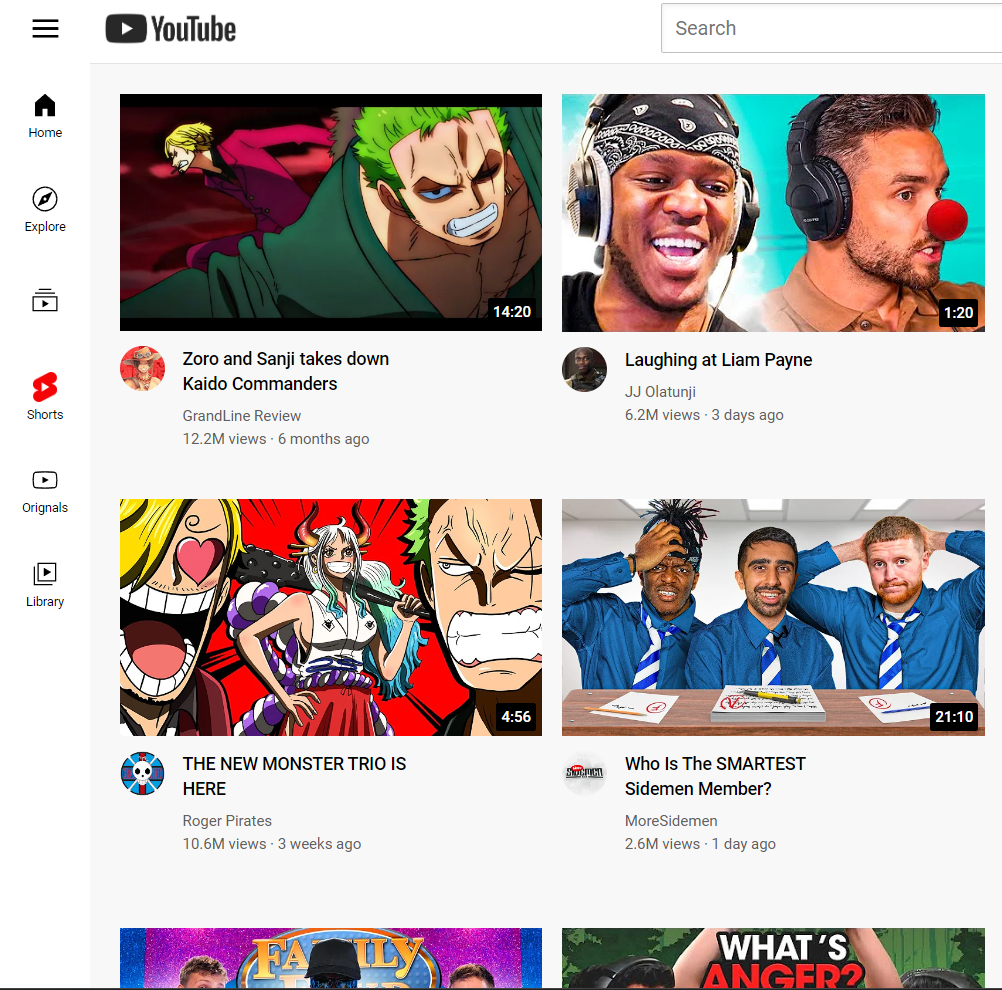 YouTube
Search
Home
Explore
Shorts
Orignals
Library
14:20
Zoro and Sanji takes down
Kaido Commanders
GrandLine Review
12.2M views · 6 months ago
1:20
Laughing at Liam Payne
JJ Olatunji
6.2M views · 3 days ago
4:56
THE NEW MONSTER TRIO IS
HERE
Roger Pirates
10.6M views · 3 weeks ago
21:10
Who Is The SMARTEST
Sidemen Member?
MoreSidemen
2.6M views · 1 day ago
FAMILY
WHAT'S
ANGER?